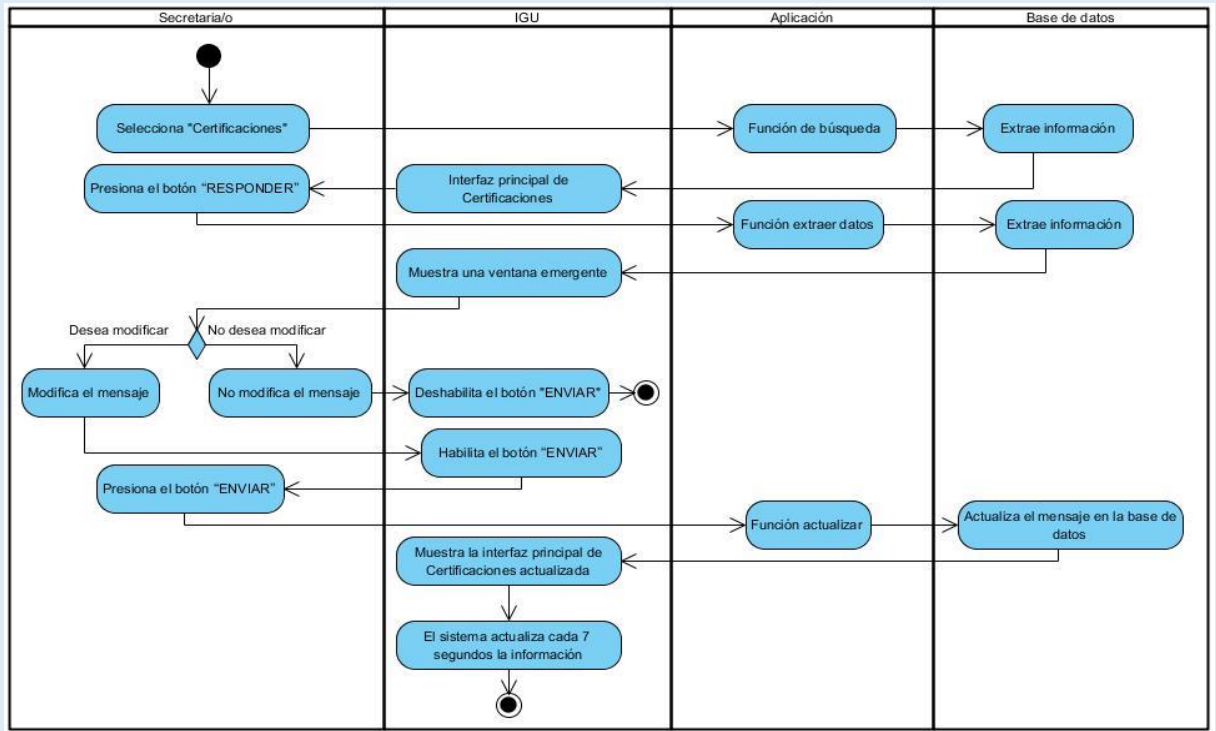 Secretaria/o
IGU
Aplicación
Base de datos
Selecciona "Certificaciones"
Función de búsqueda
Extrae información
Presiona el botón “RESPONDER”
Interfaz principal de
Certificaciones
Función extraer datos
Extrae información
Muestra una ventana emergente
Desea modificar
No desea modificar
Modifica el mensaje
No modifica el mensaje
Deshabilita el botón "ENVIAR"
Habilita el botón “ENVIAR”
Presiona el botón “ENVIAR”
Función actualizar
Actualiza el mensaje en la base de
datos
Muestra la interfaz principal de
Certificaciones actualizada
El sistema actualiza cada 7
segundos la información